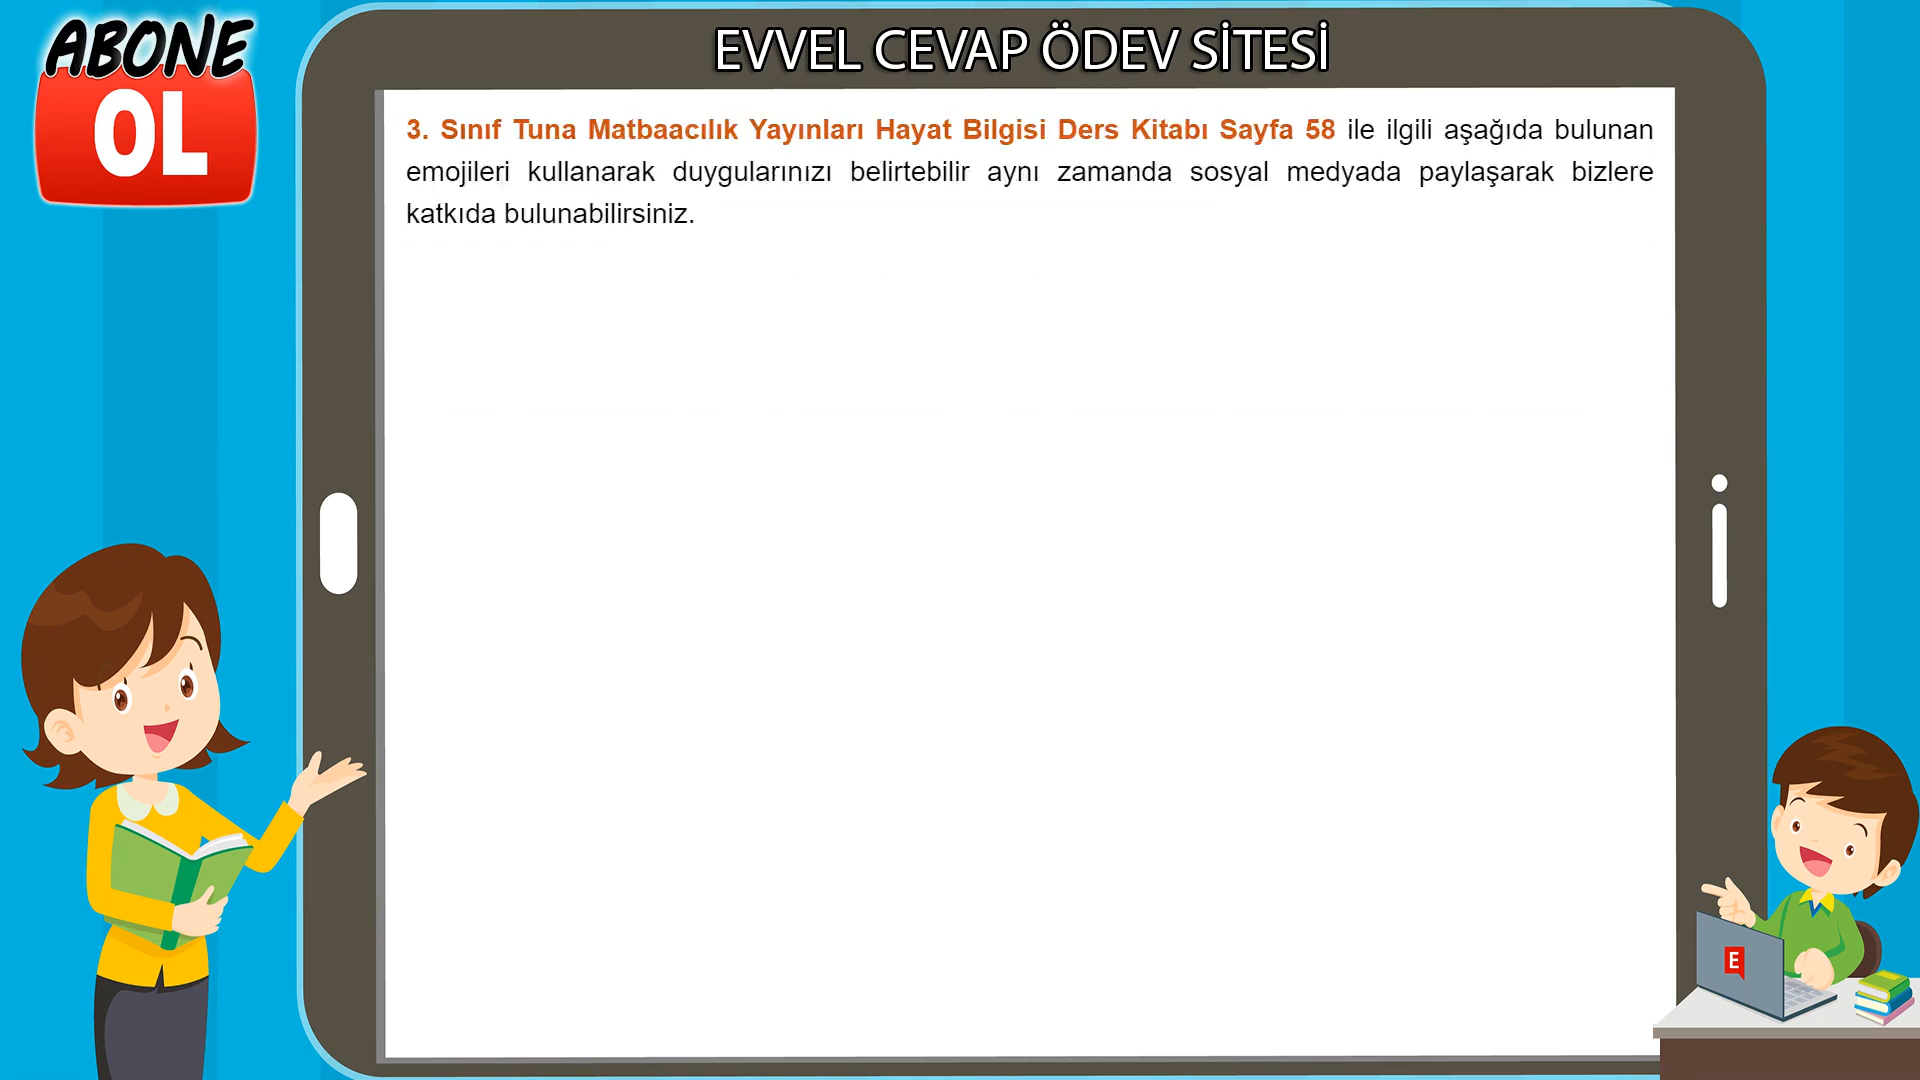 ABONE
OL
EVVEL CEVAP ÖDEV SİTESİ
3. Sınıf Tuna Matbaacılık Yayınları Hayat Bilgisi Ders Kitabı Sayfa 58 ile ilgili aşağıda bulunan
emojileri kullanarak duygularınızı belirtebilir aynı zamanda sosyal medyada paylaşarak bizlere
katkıda bulunabilirsiniz.
E